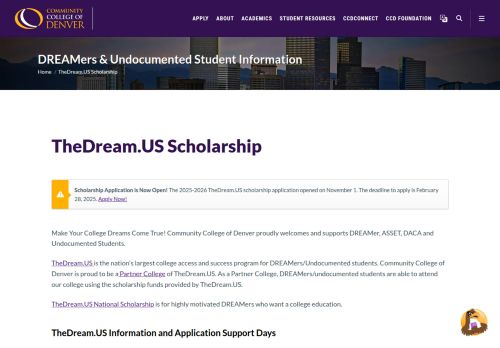 COMMUNITY
COLLEGE OF
DENVER
APPLY ABOUT ACADEMICS STUDENT RESOURCES CCDCONNECT CCD FOUNDATION
DREAMers & Undocumented Student Information
Home / TheDream.US Scholarship
TheDream.US Scholarship
Scholarship Application is Now Open! The 2025-2026 TheDream.US scholarship application opened on November 1. The deadline to apply is February
28, 2025. Apply Now!
Make Your College Dreams Come True! Community College of Denver proudly welcomes and supports DREAMer, ASSET, DACA and
Undocumented Students.
TheDream.US is the nation's largest college access and success program for DREAMers/Undocumented students. Community College of
Denver is proud to be a Partner College of TheDream.US. As a Partner College, DREAMers/undocumented students are able to attend
our college using the scholarship funds provided by TheDream.US.
TheDream.US National Scholarship is for highly motivated DREAMers who want a college education.
TheDream.US Information and Application Support Days